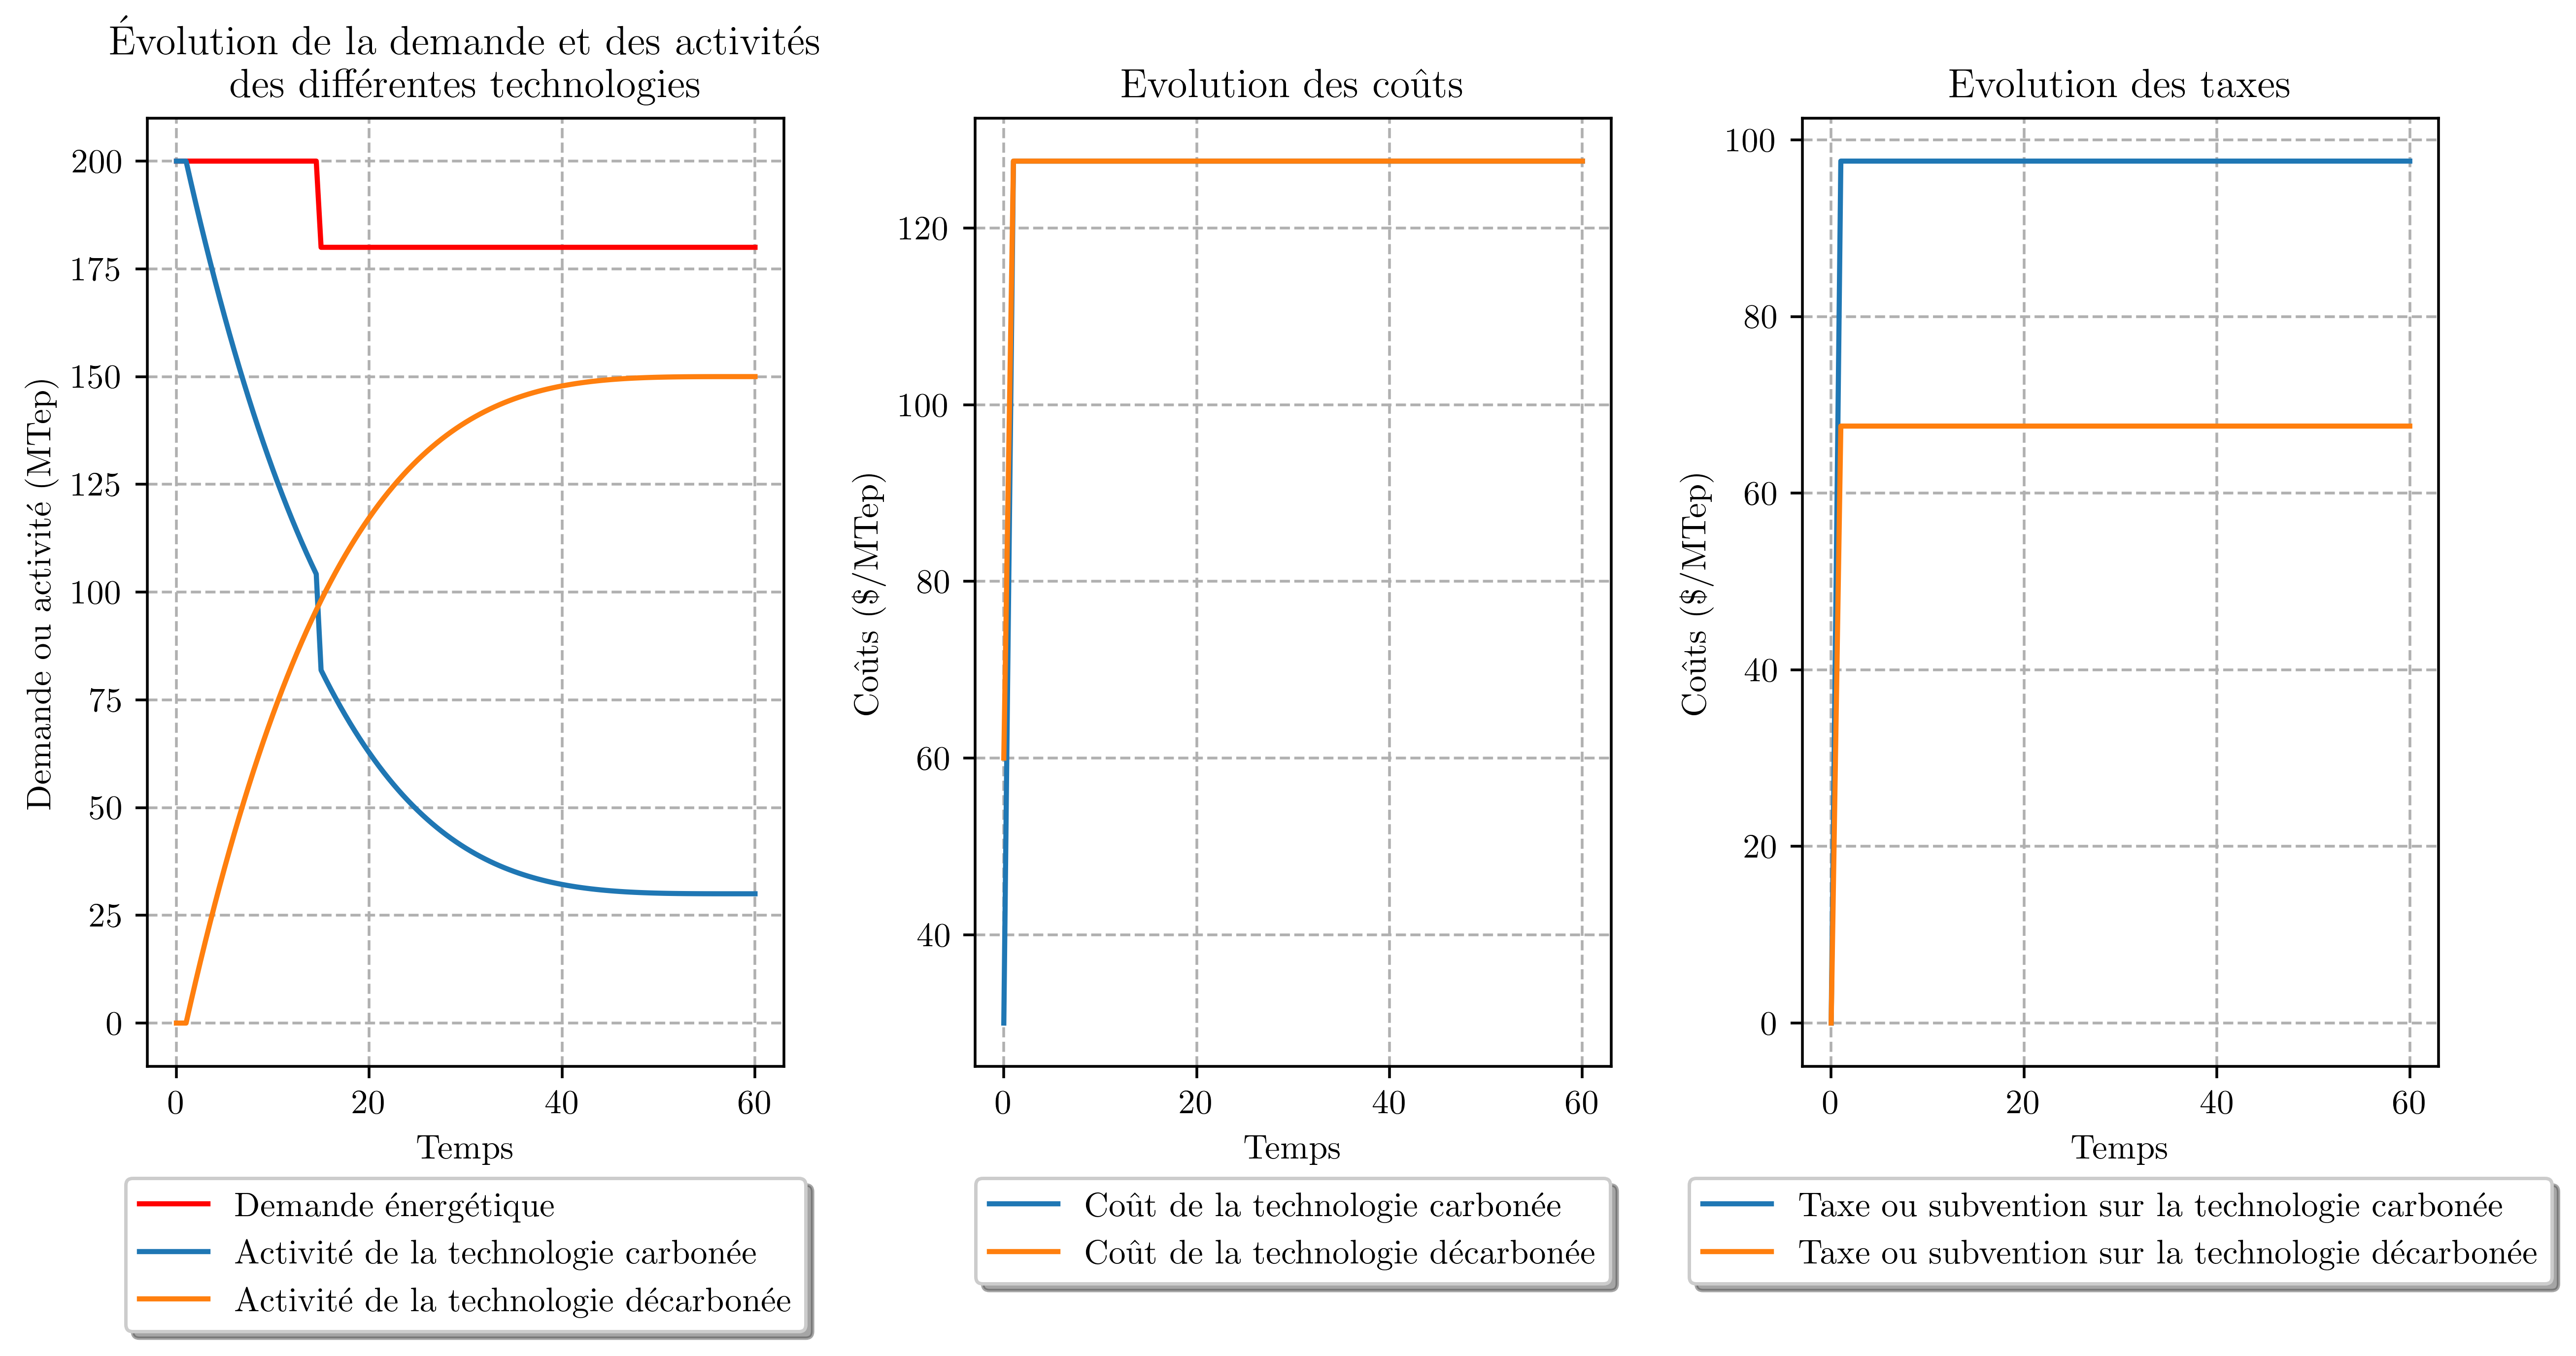 Évolution de la demande et des activités
des différentes technologies
Demande ou activité (MTep)
200
175
150
125
100
75
50
25
0
0 20 40 60
Temps
Demande énergétique
Activité de la technologie carbonée
Activité de la technologie décarbonée
Evolution des coûts
Coûts ($/MTep)
120
100
80
60
40
0 20 40 60
Temps
Coût de la technologie carbonée
Coût de la technologie décarbonée
Evolution des taxes
Coûts ($/MTep)
100
80
60
40
20
0
0 20 40 60
Temps
Taxe ou subvention sur la technologie carbonée
Taxe ou subvention sur la technologie décarbonée